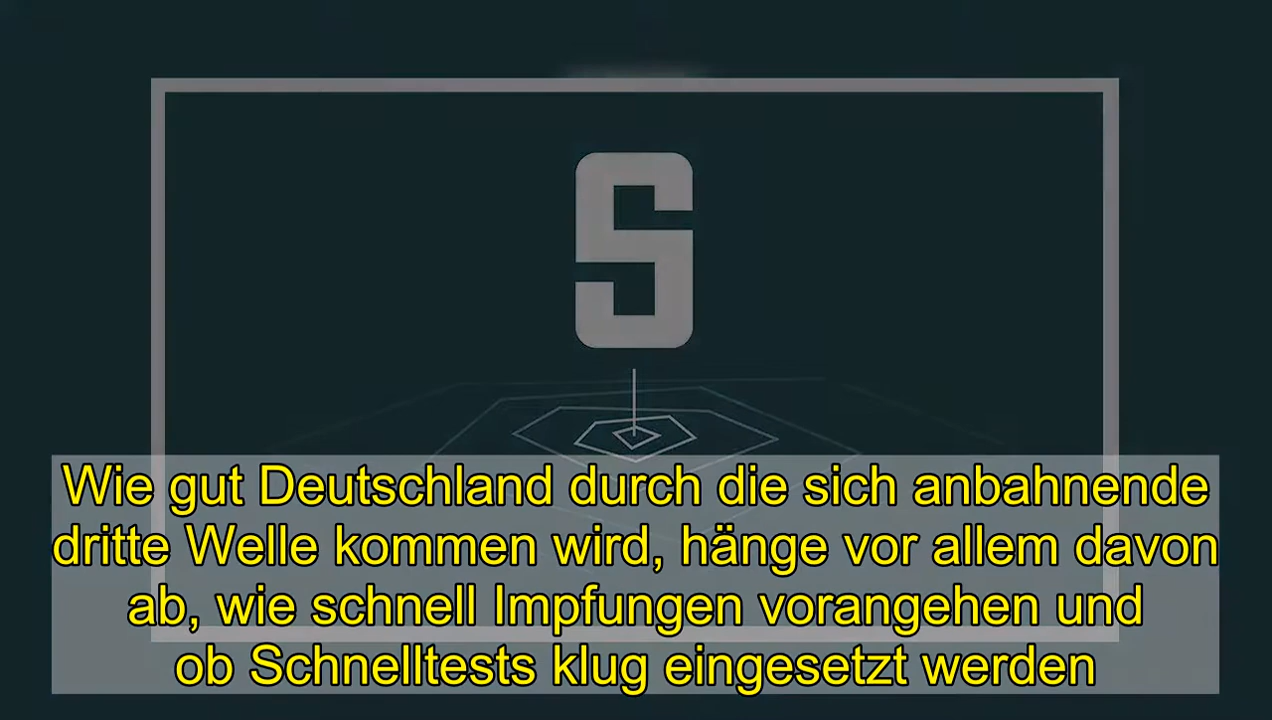 S
Wie gut Deutschland durch die sich anbahnende
dritte Welle kommen wird, hänge vor allem davon
ab, wie schnell Impfungen vorangehen und
ob Schnelltests klug eingesetzt werden